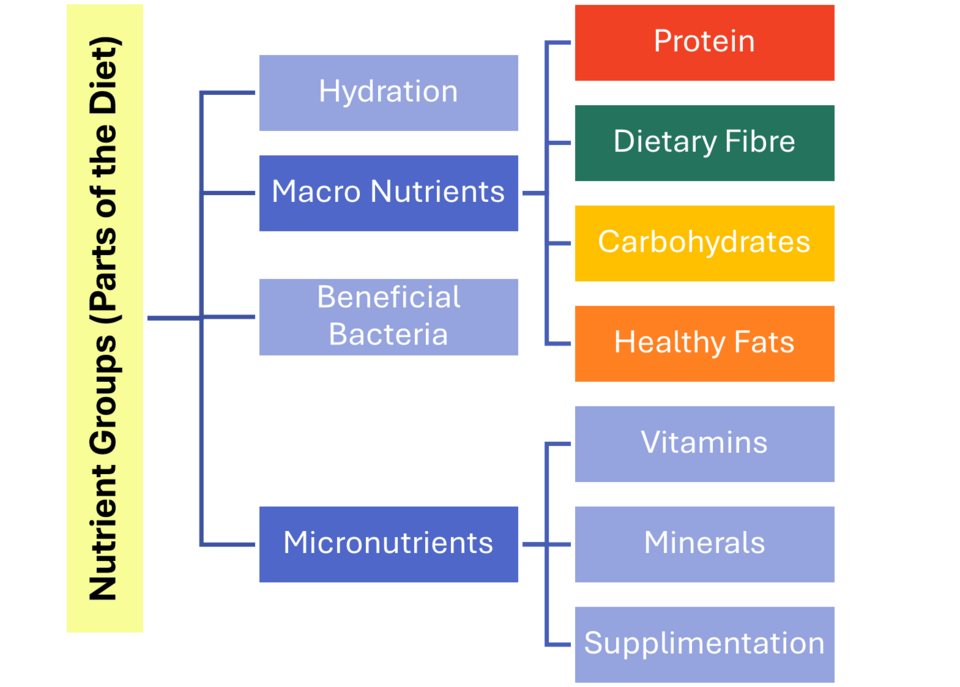 Nutrient Groups (Parts of the Diet)
Hydration
Macro Nutrients
Beneficial
Bacteria
Micronutrients
Protein
Dietary Fibre
Carbohydrates
Healthy Fats
Vitamins
Minerals
Supplimentation